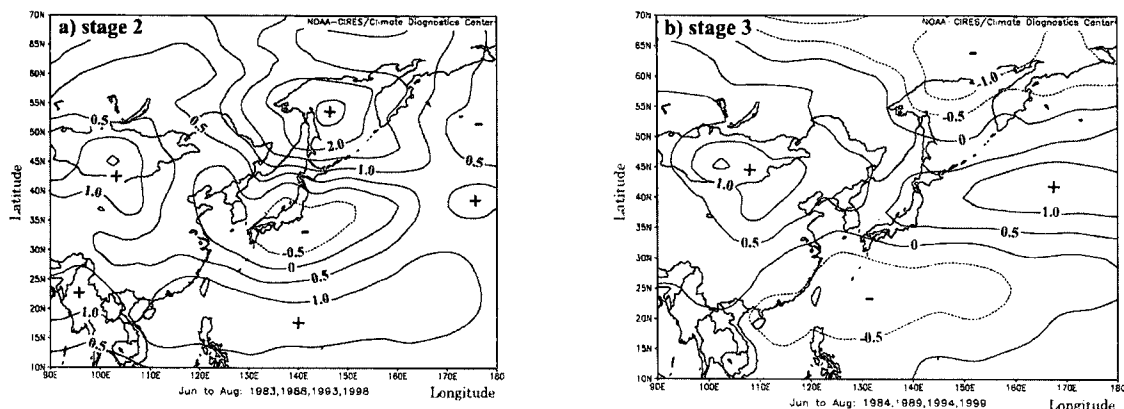 a) stage 2
NOAA-CIRES/Climate Diagnostics Center
70N
65N
60N
55N
50N
45N
40N
35N
30N
25N
20N
15N
10N
Latitude
0.5
0.5
2.0
1.0
0.5
1.0
-0.5
0
0.5
1.0
1.0
0.5
90E
100E
110E
120E
130E
140E
150E
160E
170E
180
Longitude
Jun to Aug: 1983,1988,1993,1998
b) stage 3
NOAA-CIRES/Climate Diagnostics Center
70N
65N
60N
55N
50N
45N
40N
35N
30N
25N
20N
15N
10N
Latitude
-1.0
-0.5
0
1.0
1.0
0.5
0.5
0
-0.5
90E
100E
110E
120E
130E
140E
150E
160E
170E
180
Longitude
Jun to Aug: 1984,1989,1994,1999